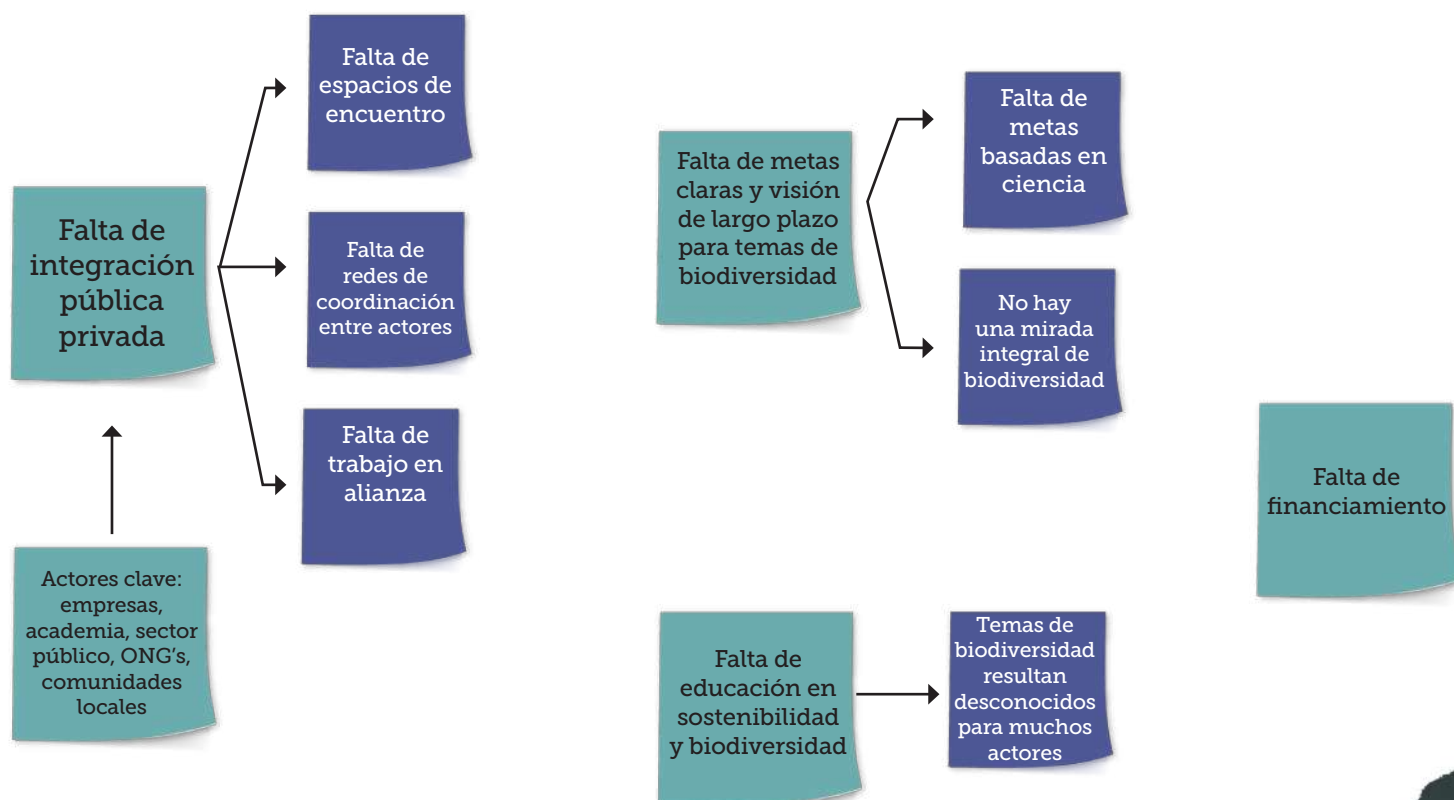 Falta de
integración
pública
privada
Actores clave:
empresas,
academia, sector
público, ONG's,
comunidades
locales
Falta de
espacios de
encuentro
Falta de
redes de
coordinación
entre actores
Falta de
trabajo en
alianza
Falta de metas
claras y visión
de largo plazo
para temas de
biodiversidad
Falta de
metas
basadas en
ciencia
No hay
una mirada
integral de
biodiversidad
Falta de
educación en
sostenibilidad
y biodiversidad
Temas de
biodiversidad
resultan
desconocidos
para muchos
actores
Falta de
financiamiento